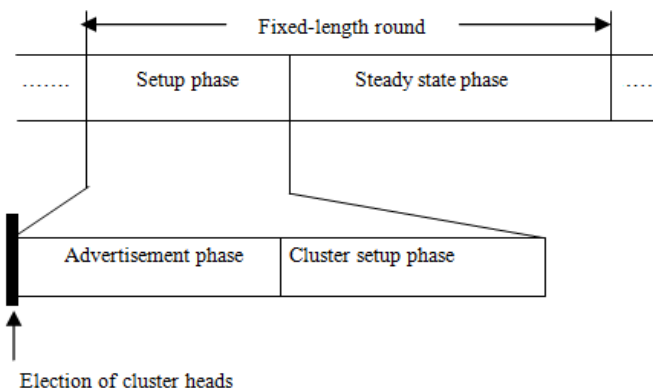 Fixed-length round
....... Setup phase Steady state phase ....
Advertisement phase Cluster setup phase
Election of cluster heads